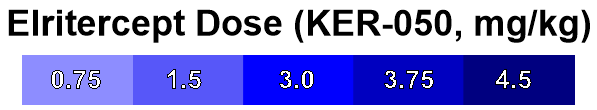 Elritercept Dose (KER-050, mg/kg)
0.75 1.5 3.0 3.75 4.5